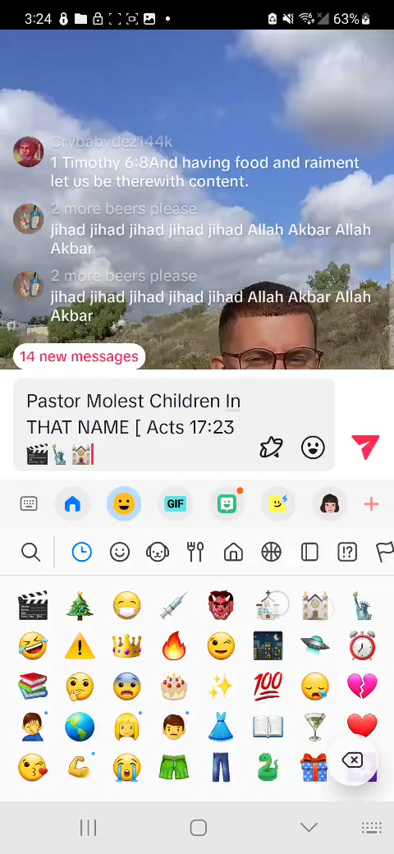 3:24
63%
Crybabydez144k
1 Timothy 6:8And having food and raiment
let us be therewith content.
2 more beers please
jihad jihad jihad jihad jihad Allah Akbar Allah
Akbar
2 more beers please
jihad jihad jihad jihad jihad Allah Akbar Allah
Akbar
14 new messages
Pastor Molest Children In
THAT NAME [ Acts 17:23
GIF
!?
100